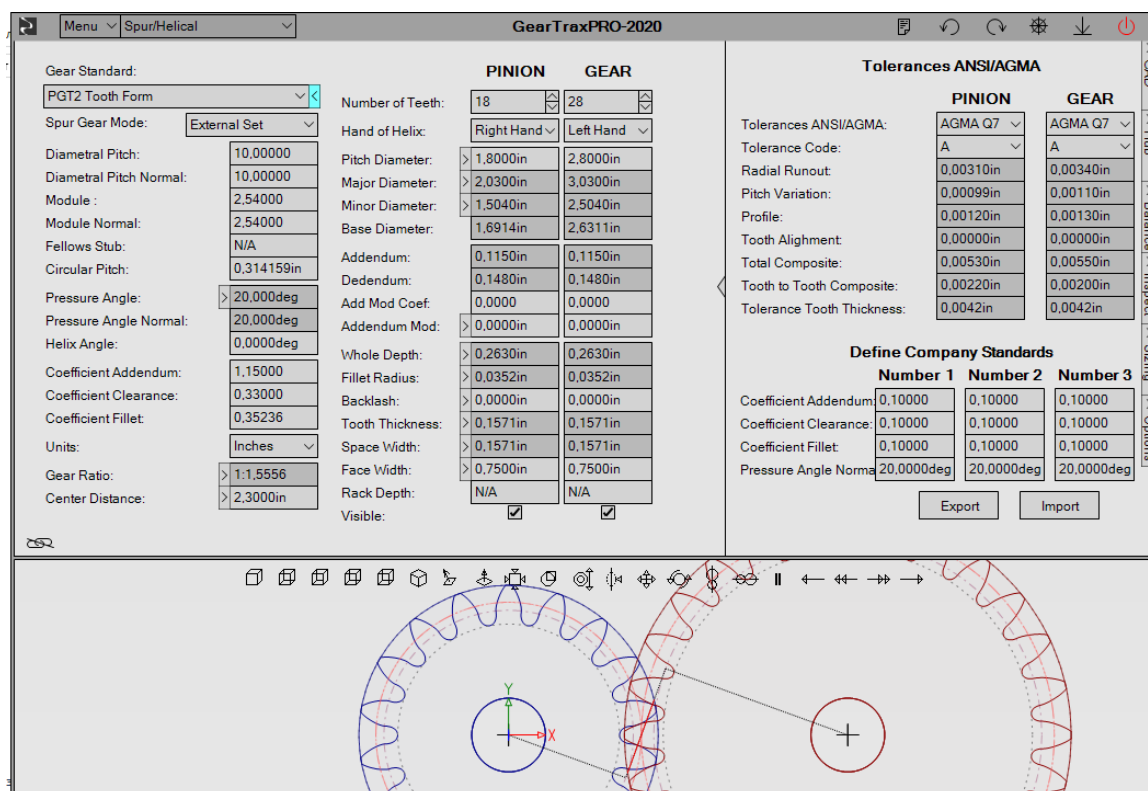 Menu Spur/Helical GearTraxPRO-2020
Gear Standard:
PGT2 Tooth Form <
Spur Gear Mode: External Set
Diametral Pitch: 10,00000
Diametral Pitch Normal: 10,00000
Module : 2,54000
Module Normal: 2,54000
Fellows Stub: N/A
Circular Pitch: 0,314159in
Pressure Angle: > 20,000deg
Pressure Angle Normal: 20,000deg
Helix Angle: 0,0000deg
Coefficient Addendum: 1,15000
Coefficient Clearance: 0,33000
Coefficient Fillet: 0,35236
Units: Inches
Gear Ratio: > 1:1,5556
Center Distance: > 2,3000in
PINION GEAR
Number of Teeth: 18 28
Hand of Helix: Right Hand Left Hand
Pitch Diameter: > 1,8000in 2,8000in
Major Diameter: > 2,0300in 3,0300in
Minor Diameter: > 1,5040in 2,5040in
Base Diameter: 1,6914in 2,6311in
Addendum: 0,1150in 0,1150in
Dedendum: 0,1480in 0,1480in
Add Mod Coef: 0,0000 0,0000
Addendum Mod: > 0,0000in 0,0000in
Whole Depth: > 0,2630in 0,2630in
Fillet Radius: > 0,0352in 0,0352in
Backlash: > 0,0000in 0,0000in
Tooth Thickness: > 0,1571in 0,1571in
Space Width: > 0,1571in 0,1571in
Face Width: > 0,7500in 0,7500in
Rack Depth: N/A N/A
Visible:
Tolerances ANSI/AGMA
PINION GEAR
Tolerances ANSI/AGMA: AGMA Q7 AGMA Q7
Tolerance Code: A A
Radial Runout: 0,00310in 0,00340in
Pitch Variation: 0,00099in 0,00110in
Profile: 0,00120in 0,00130in
Tooth Alighment: 0,00000in 0,00000in
Total Composite: 0,00530in 0,00550in
Tooth to Tooth Composite: 0,00220in 0,00200in
Tolerance Tooth Thickness: 0,0042in 0,0042in
Define Company Standards
Number 1 Number 2 Number 3
Coefficient Addendum: 0,10000 0,10000 0,10000
Coefficient Clearance: 0,10000 0,10000 0,10000
Coefficient Fillet: 0,10000 0,10000 0,10000
Pressure Angle Norma 20,0000deg 20,0000deg 20,0000deg
Export Import
Y
X